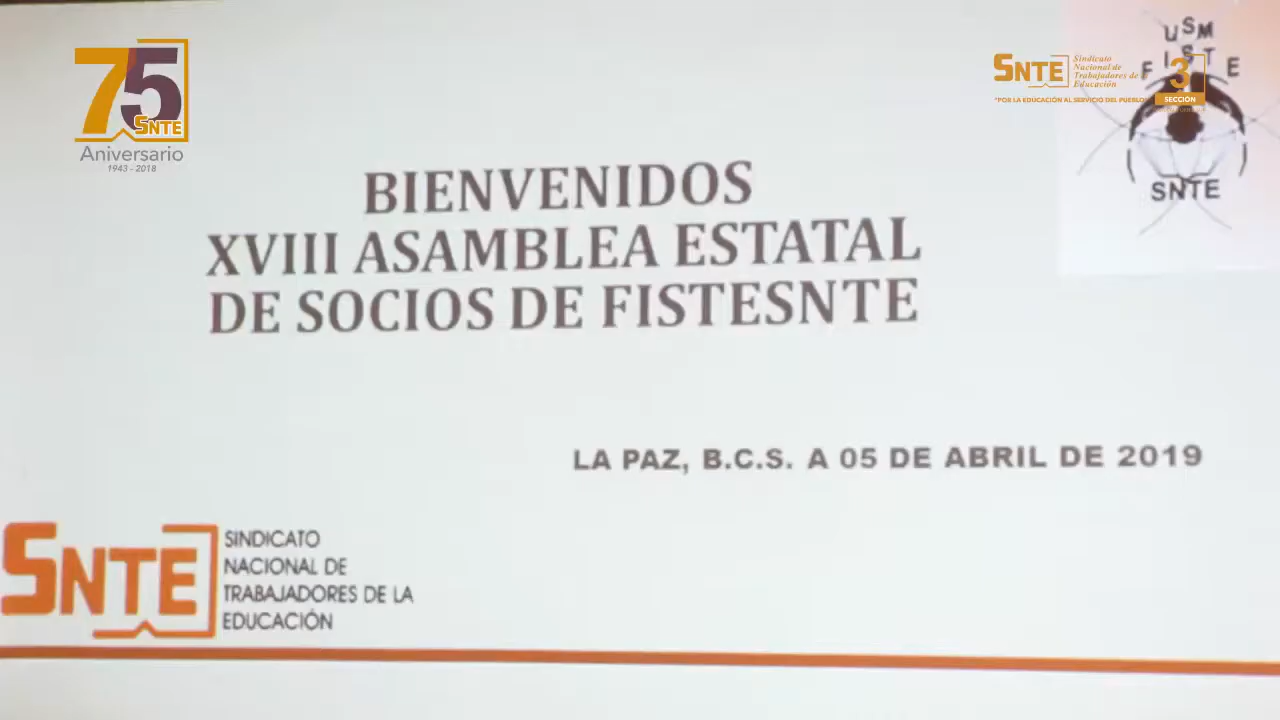 75
SNTE
Aniversario
1943 - 2018
SNTE
Sindicato
Nacional de
Trabajadores de la
Educación
"POR LA EDUCACIÓN AL SERVICIO DEL PUEBLO"
3
SECCIÓN
USM
FISTE
SNTE
BIENVENIDOS
XVIII ASAMBLEA ESTATAL
DE SOCIOS DE FISTESNTE
LA PAZ, B.C.S. A 05 DE ABRIL DE 2019
SNTE
SINDICATO
NACIONAL DE
TRABAJADORES DE LA
EDUCACIÓN